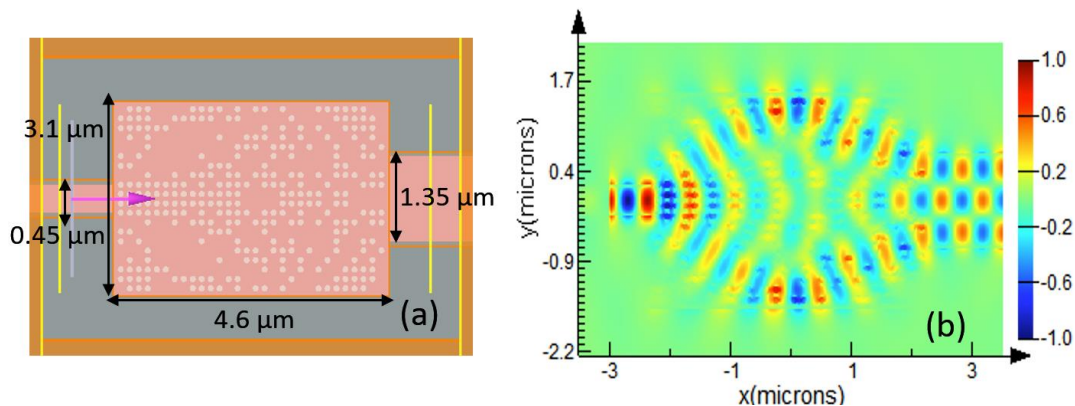 3.1 μm
0.45 μm
1.35 μm
4.6 μm
(a)
y(microns)
1.7
0.4
-0.9
-2.2
-3
-1
1
3
x(microns)
(b)
1.0
0.6
0.2
-0.2
-0.6
-1.0